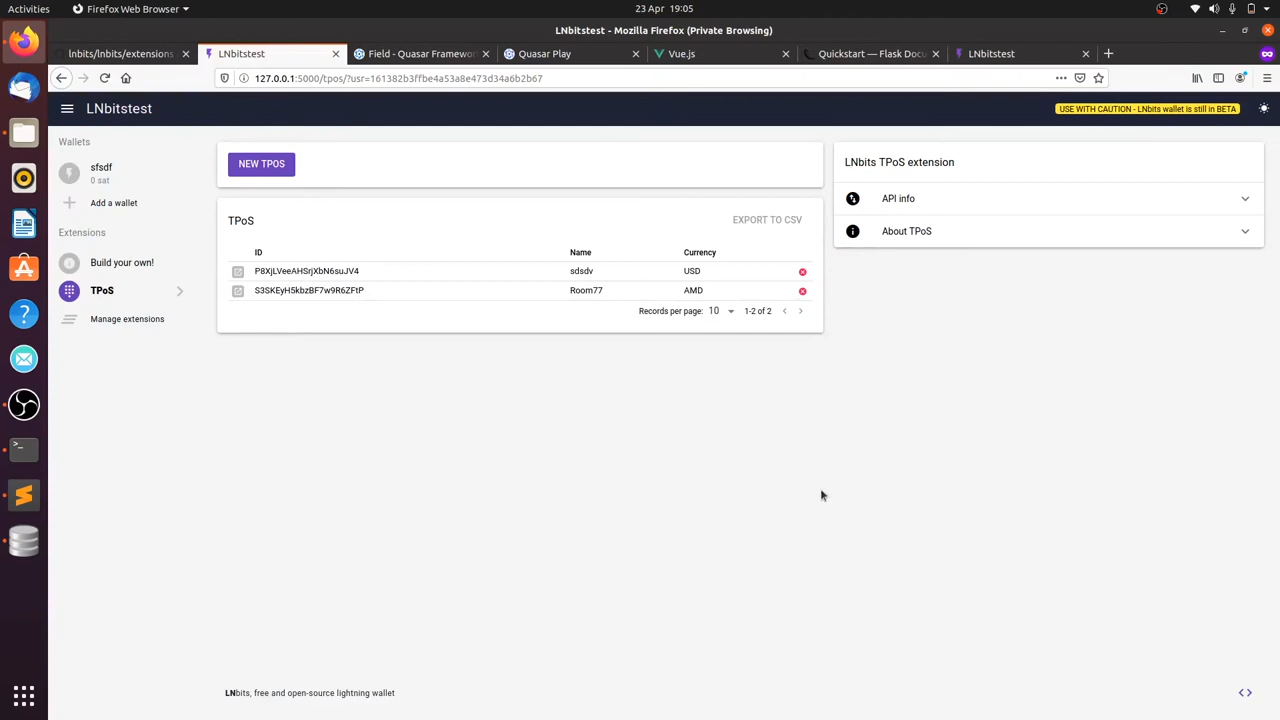 Activities
Firefox Web Browser
23 Apr 19:05
LNbitstest - Mozilla Firefox (Private Browsing)
lnbits/lnbits/extensions
LNbitstest
Field - Quasar Framewor
Quasar Play
Vue.js
Quickstart — Flask Docu
LNbitstest
127.0.0.1:5000/tpos/?usr=161382b3ffbe4a53a8e473d34a6b2b67
LNbitstest
USE WITH CAUTION - LNbits wallet is still in BETA
Wallets
sfsdf
0 sat
Add a wallet
Extensions
Build your own!
TPoS
Manage extensions
NEW TPOS
TPoS
EXPORT TO CSV
ID Name Currency
P8XjLVeeAHSrjXbN6suJV4 sdsdv USD
S3SKEyH5kbzBF7w9R6ZFtP Room77 AMD
Records per page: 10 1-2 of 2
LNbits TPoS extension
API info
About TPoS
LNbits, free and open-source lightning wallet